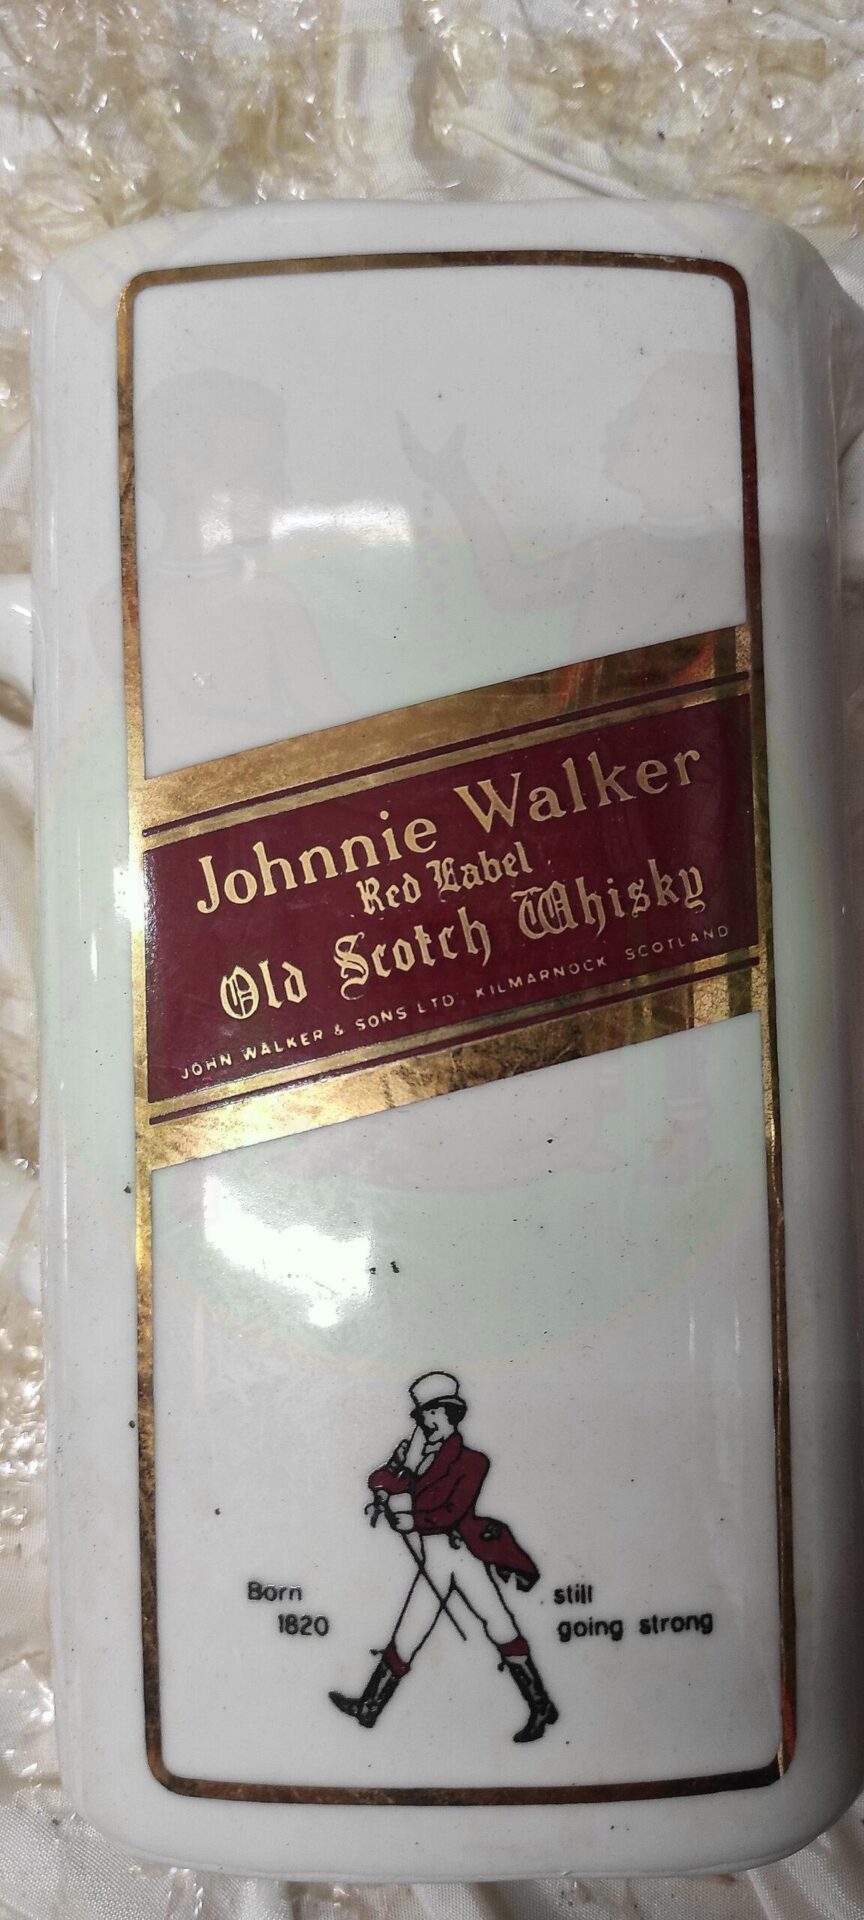 Johnnie Walker
Red Label
Old Scotch Whisky
JOHN WALKER & SONS LTD. KILMARNOCK SCOTLAND
Born
1820
still
going strong